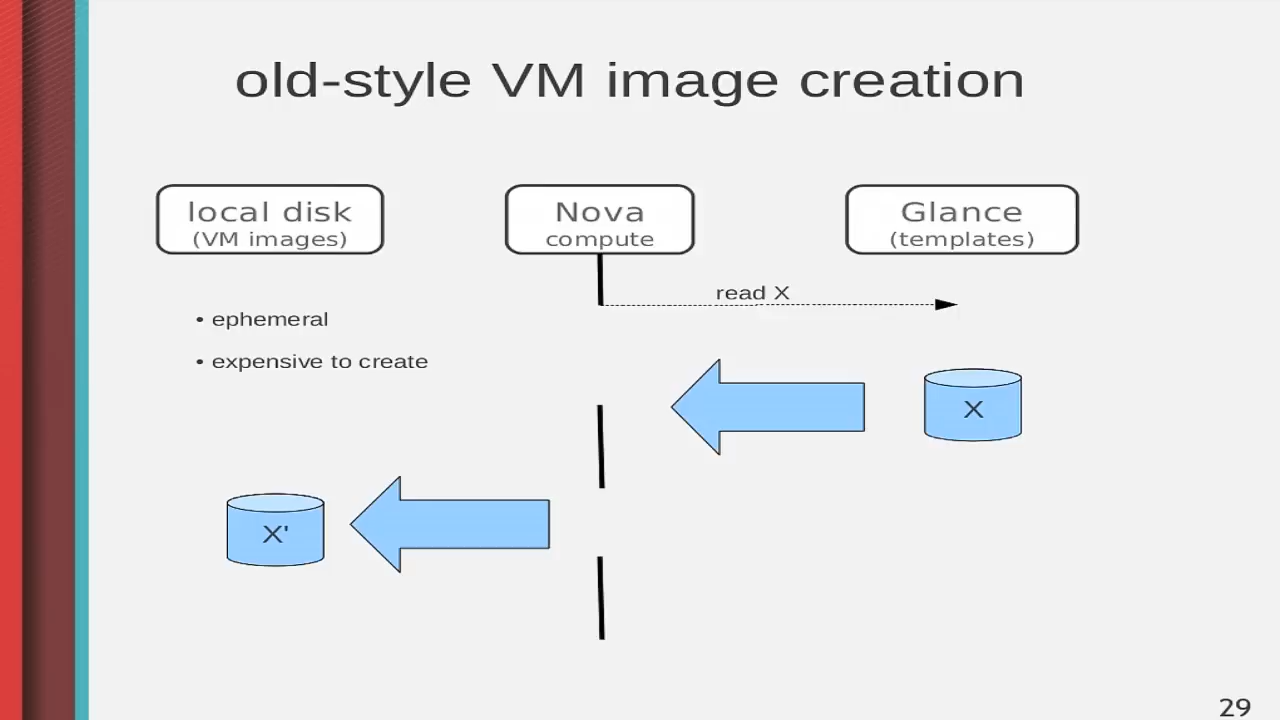 old-style VM image creation
local disk
(VM images)
Nova
compute
Glance
(templates)
read X
• ephemeral
• expensive to create
X
X'
29